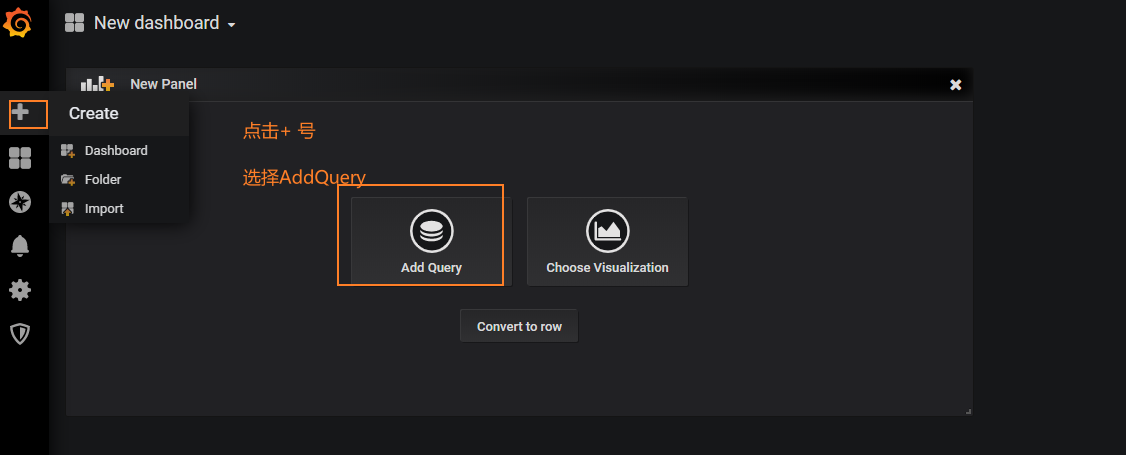 New dashboard
New Panel
Create
Dashboard
Folder
Import
点击+ 号
选择AddQuery
Add Query
Choose Visualization
Convert to row